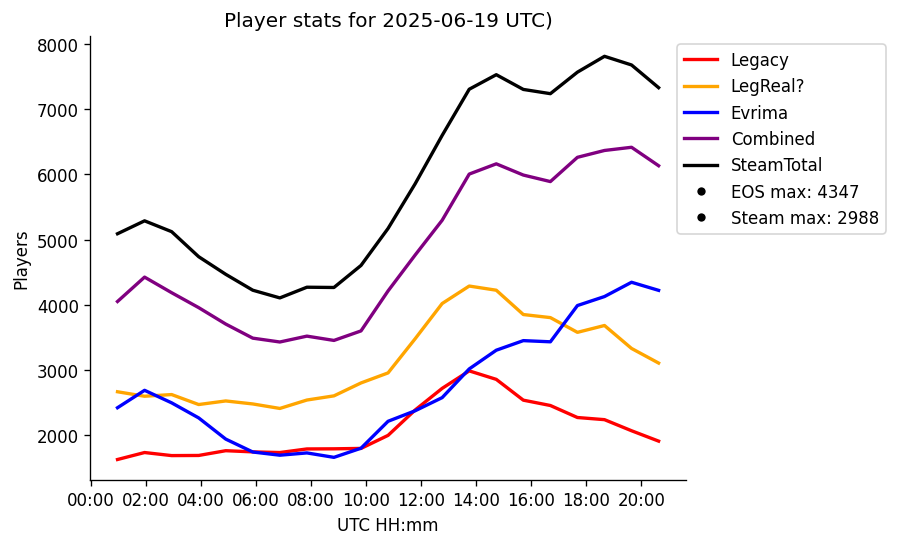 Player stats for 2025-06-19 UTC)
8000
7000
6000
5000
4000
3000
2000
Players
00:00 02:00 04:00 06:00 08:00 10:00 12:00 14:00 16:00 18:00 20:00
UTC HH:mm
Legacy
LegReal?
Evrima
Combined
SteamTotal
EOS max: 4347
Steam max: 2988